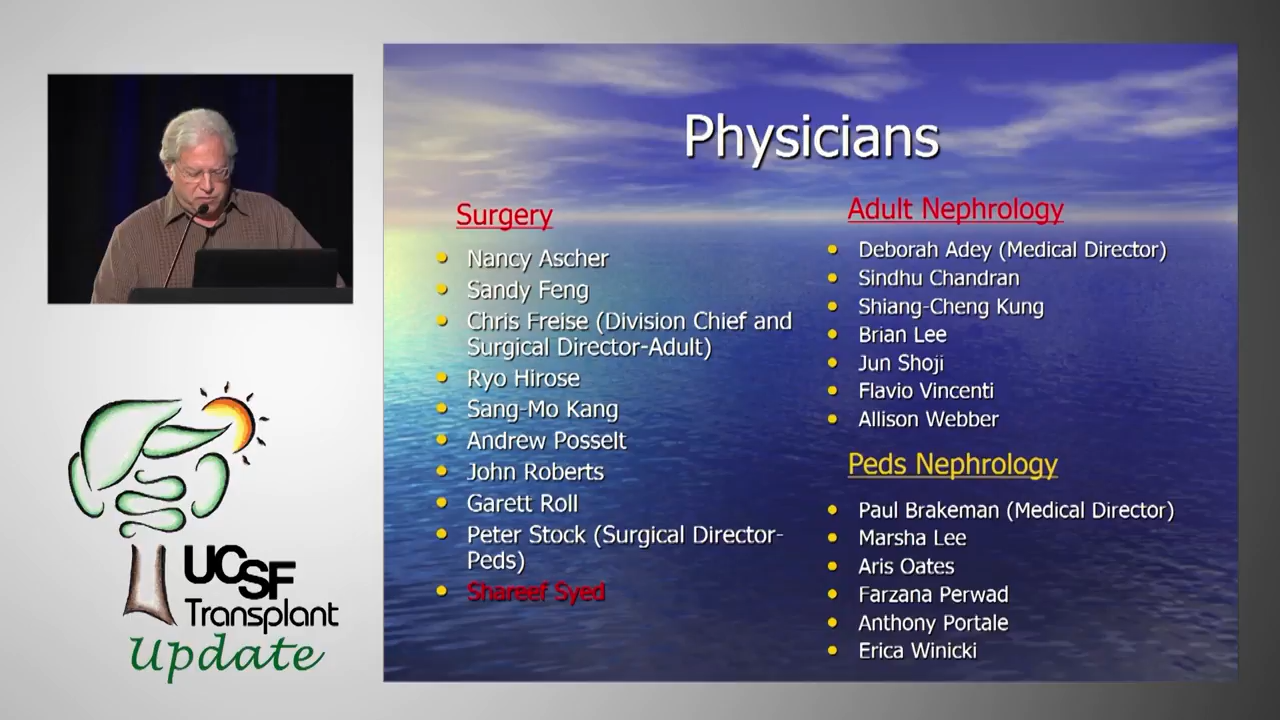 Physicians
Surgery
Nancy Ascher
Sandy Feng
Chris Freise (Division Chief and
Surgical Director-Adult)
Ryo Hirose
Sang-Mo Kang
Andrew Posselt
John Roberts
Garett Roll
Peter Stock (Surgical Director-
Peds)
Shareef Syed
Adult Nephrology
Deborah Adey (Medical Director)
Sindhu Chandran
Shiang-Cheng Kung
Brian Lee
Jun Shoji
Flavio Vincenti
Allison Webber
Peds Nephrology
Paul Brakeman (Medical Director)
Marsha Lee
Aris Oates
Farzana Perwad
Anthony Portale
Erica Winicki
UCSF
Transplant
Update